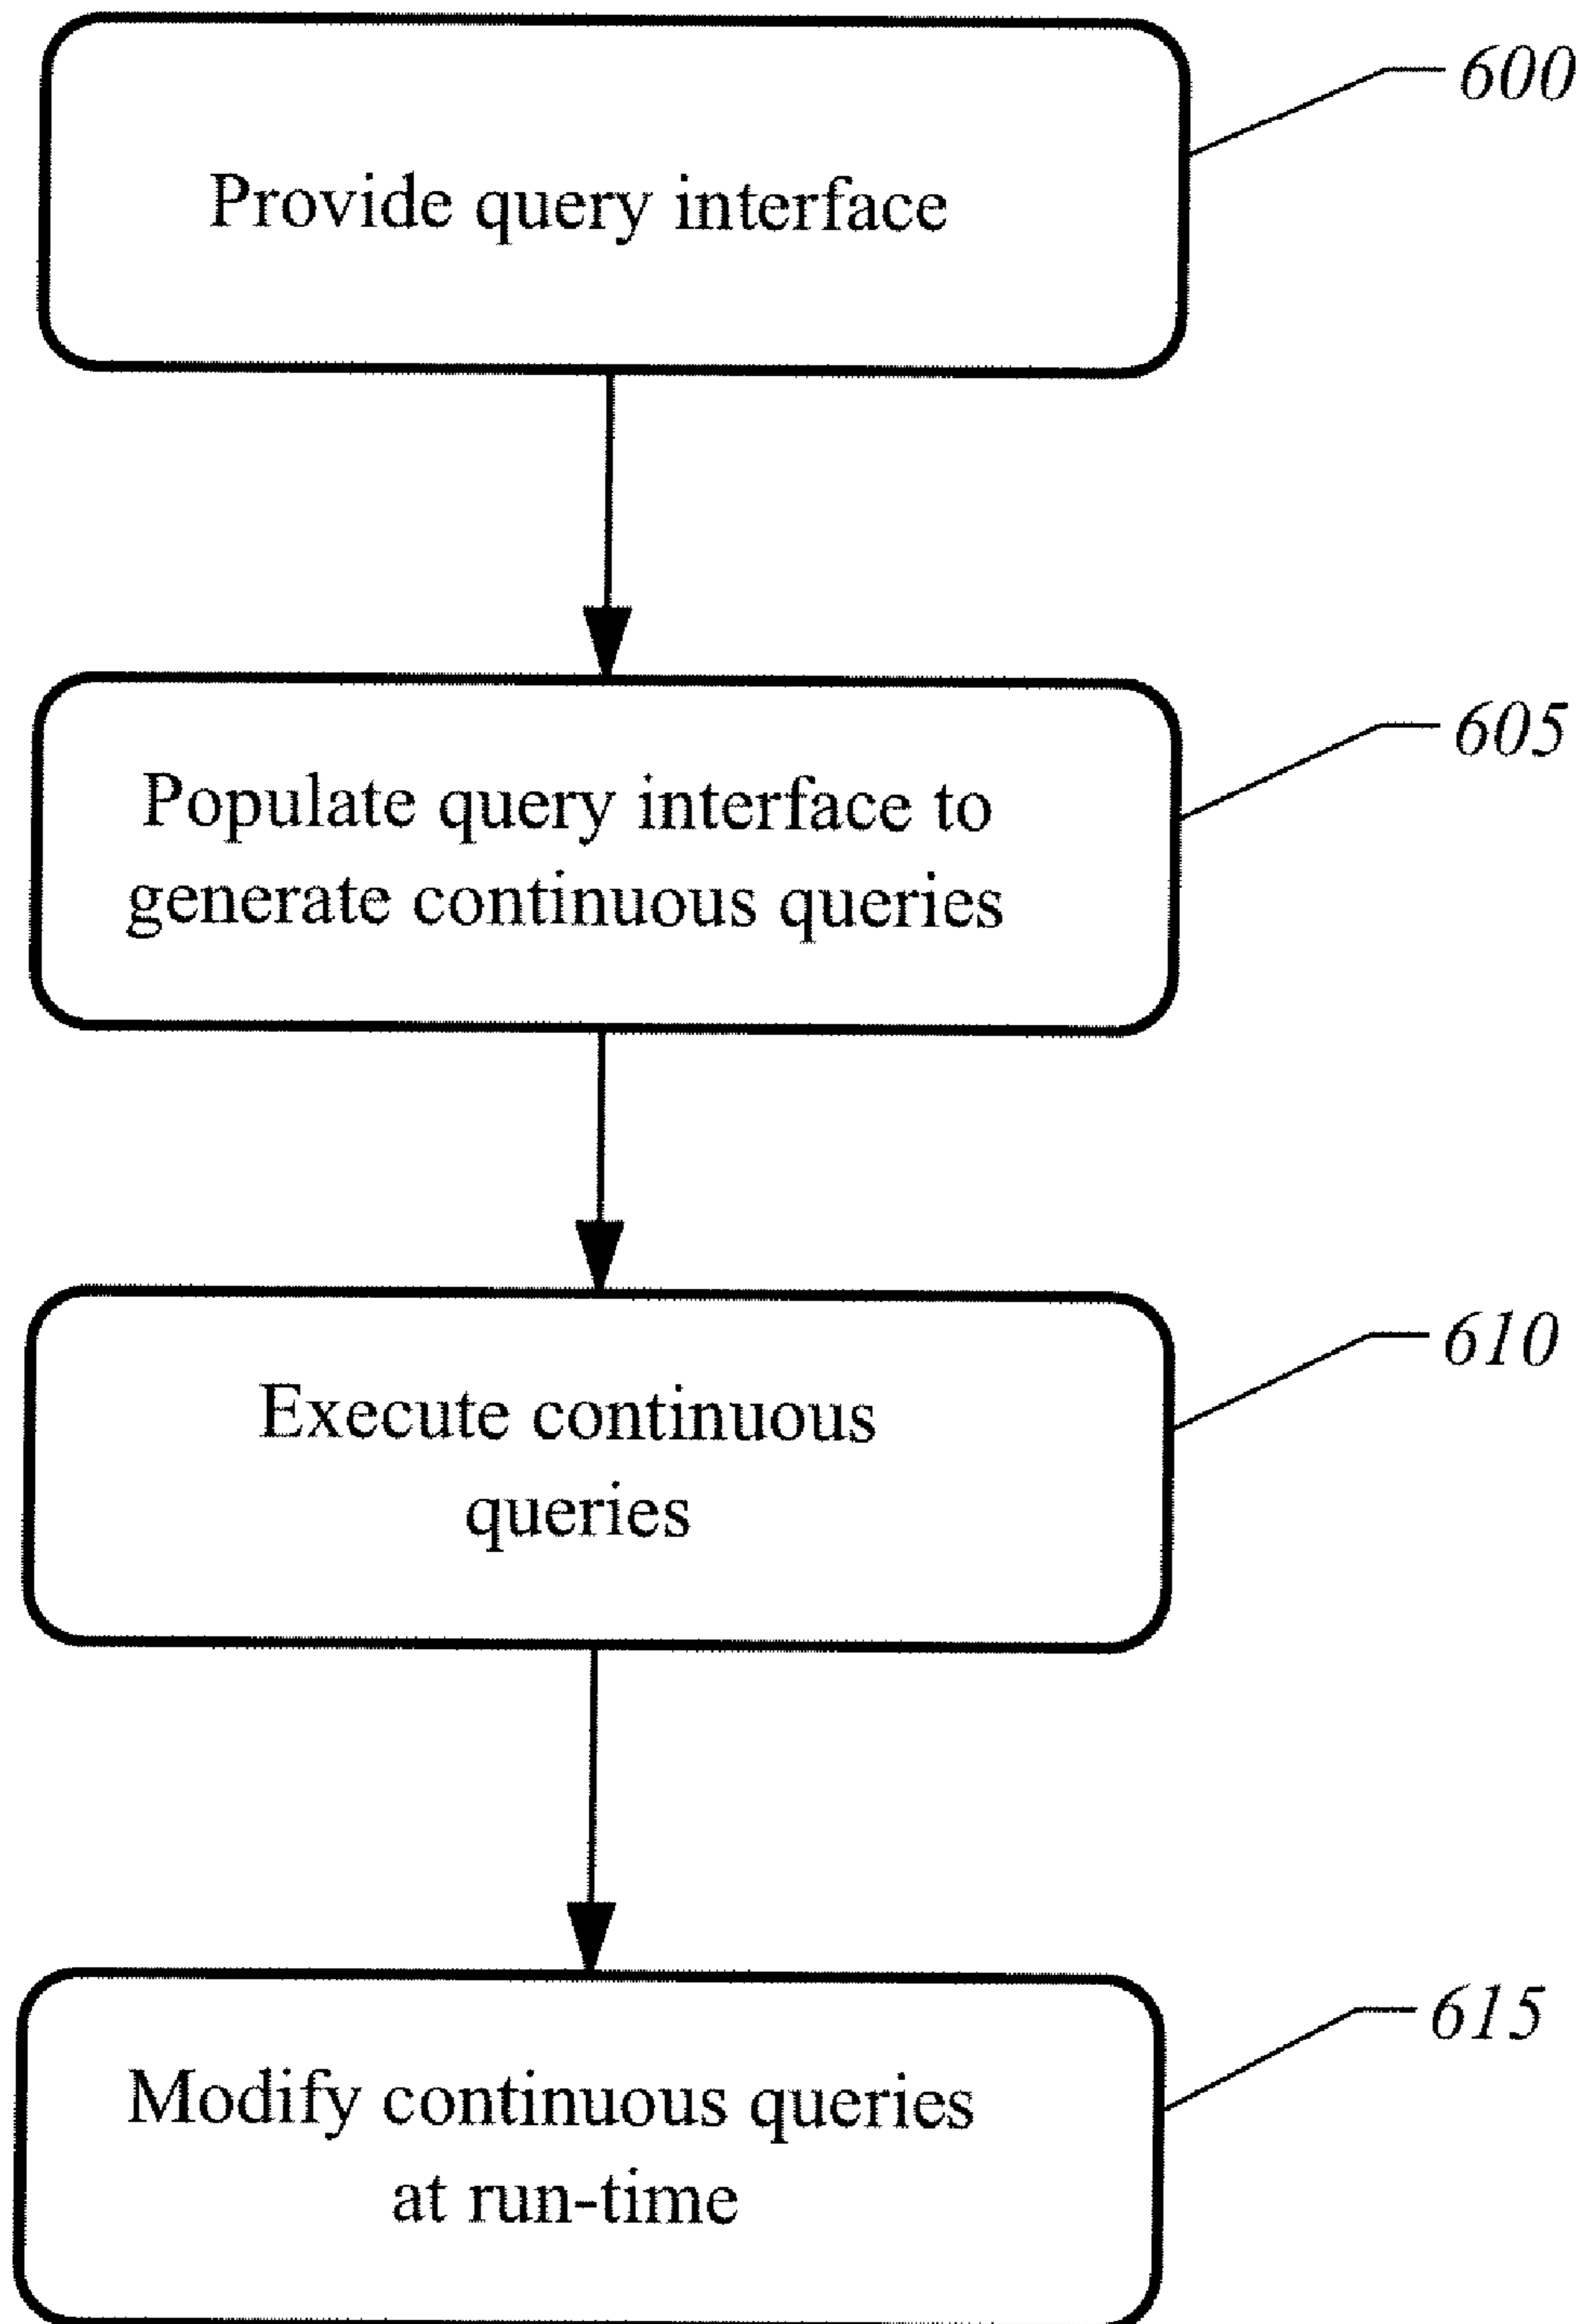 600
Provide query interface
605
Populate query interface to
generate continuous queries
610
Execute continuous
queries
615
Modify continuous queries
at run-time